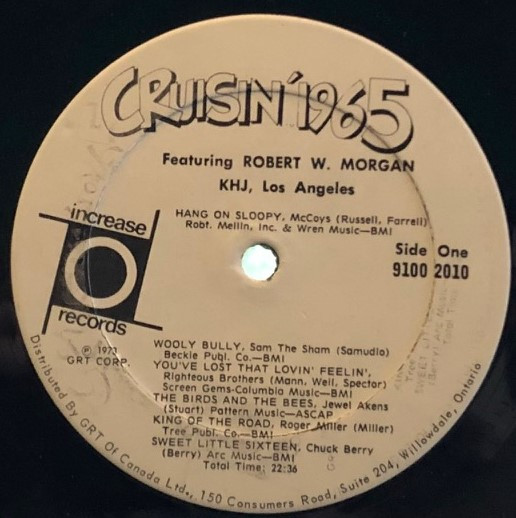 CRUISIN' 1965
Featuring ROBERT W. MORGAN
KHJ, Los Angeles
HANG ON SLOOPY, McCoys (Russell, Farrell)
Robt. Mellin, Inc. & Wren Music—BMI
increase
records
Side One
9100 2010
℗ 1973
GRT CORP.
WOOLY BULLY, Sam The Sham (Samudio)
Beckie Publ. Co.—BMI
YOU'VE LOST THAT LOVIN' FEELIN',
Righteous Brothers (Mann, Weil, Spector)
Screen Gems-Columbia Music—BMI
THE BIRDS AND THE BEES, Jewel Akens
(Stuart) Pattern Music—ASCAP
KING OF THE ROAD, Roger Miller (Miller)
Tree Publ. Co.—BMI
SWEET LITTLE SIXTEEN, Chuck Berry
(Berry) Arc Music—BMI
Total Time: 22:36
Distributed By GRT Of Canada Ltd., 150 Consumers Road, Suite 204, Willowdale, Ontario